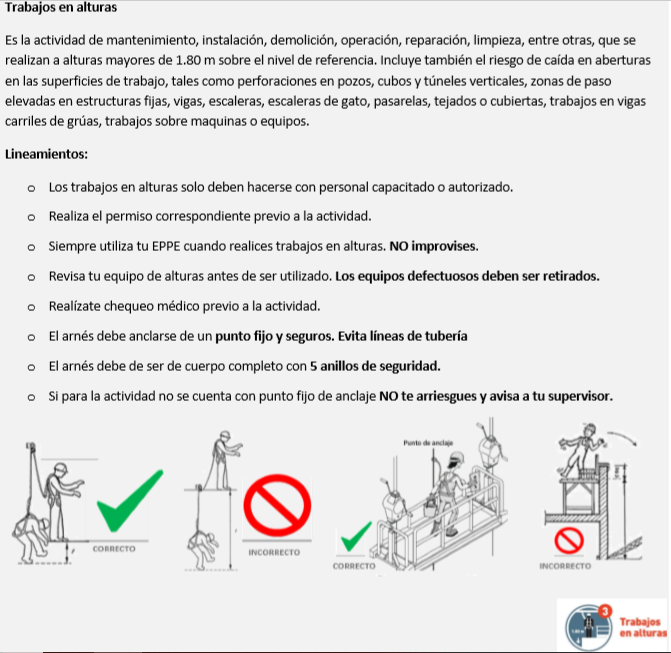 Trabajos en alturas
Es la actividad de mantenimiento, instalación, demolición, operación, reparación, limpieza, entre otras, que se
realizan a alturas mayores de 1.80 m sobre el nivel de referencia. Incluye también el riesgo de caída en aberturas
en las superficies de trabajo, tales como perforaciones en pozos, cubos y túneles verticales, zonas de paso
elevadas en estructuras fijas, vigas, escaleras, escaleras de gato, pasarelas, tejados o cubiertas, trabajos en vigas
carriles de grúas, trabajos sobre maquinas o equipos.
Lineamientos:
o Los trabajos en alturas solo deben hacerse con personal capacitado o autorizado.
o Realiza el permiso correspondiente previo a la actividad.
o Siempre utiliza tu EPPE cuando realices trabajos en alturas. NO improvises.
o Revisa tu equipo de alturas antes de ser utilizado. Los equipos defectuosos deben ser retirados.
o Realízate chequeo médico previo a la actividad.
o El arnés debe anclarse de un punto fijo y seguros. Evita líneas de tubería
o El arnés debe de ser de cuerpo completo con 5 anillos de seguridad.
o Si para la actividad no se cuenta con punto fijo de anclaje NO te arriesgues y avisa a tu supervisor.
Punto de anclaje
CORRECTO
INCORRECTO
CORRECTO
INCORRECTO
3
Trabajos
en alturas